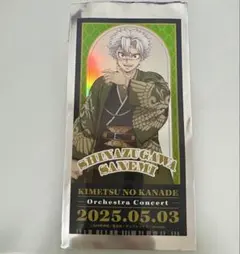 SHINAZUGAWA
SANEMI
KIMETSU NO KANADE
Orchestra Concert
2025.05.03